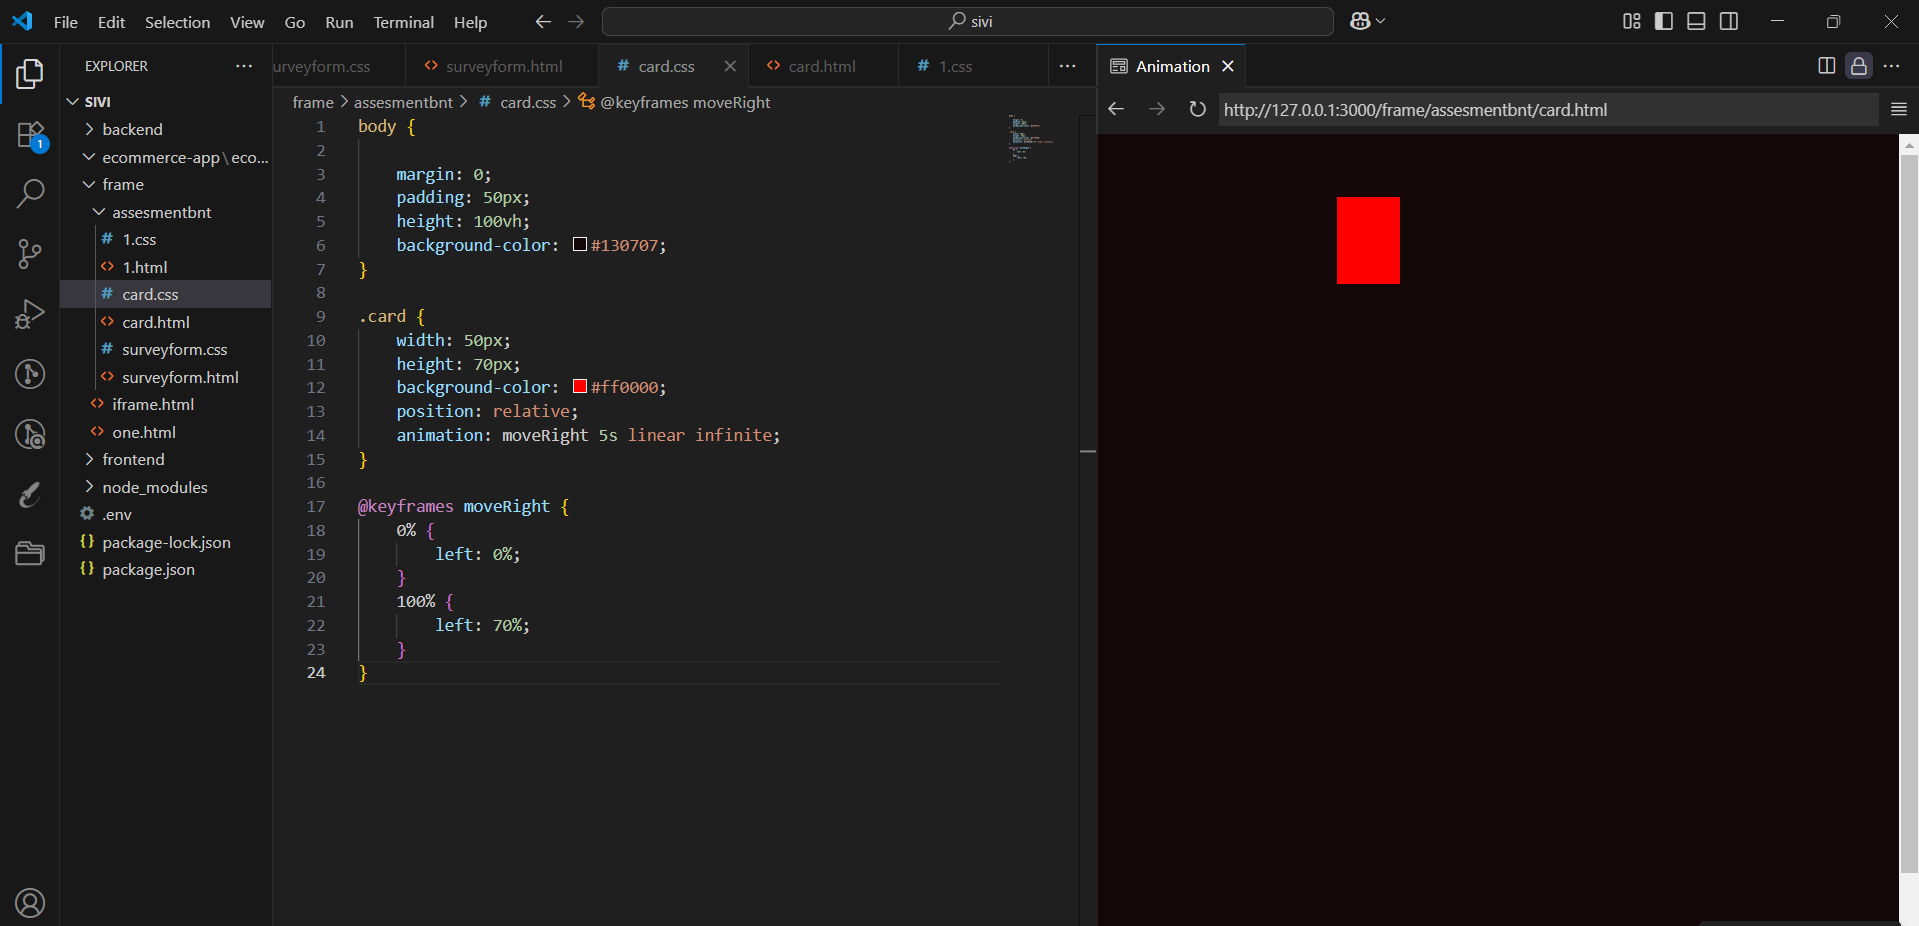 File Edit Selection View Go Run Terminal Help
sivi
EXPLORER
SIVI
backend
ecommerce-app\eco...
frame
assesmentbnt
1.css
1.html
card.css
card.html
surveyform.css
surveyform.html
iframe.html
one.html
frontend
node_modules
.env
package-lock.json
package.json
1
urveyform.css surveyform.html card.css card.html 1.css
frame > assesmentbnt > # card.css > @keyframes moveRight
1 body {
2
3 margin: 0;
4 padding: 50px;
5 height: 100vh;
6 background-color: #130707;
7 }
8
9 .card {
10 width: 50px;
11 height: 70px;
12 background-color: #ff0000;
13 position: relative;
14 animation: moveRight 5s linear infinite;
15 }
16
17 @keyframes moveRight {
18 0% {
19 left: 0%;
20 }
21 100% {
22 left: 70%;
23 }
24 }
Animation
http://127.0.0.1:3000/frame/assesmentbnt/card.html